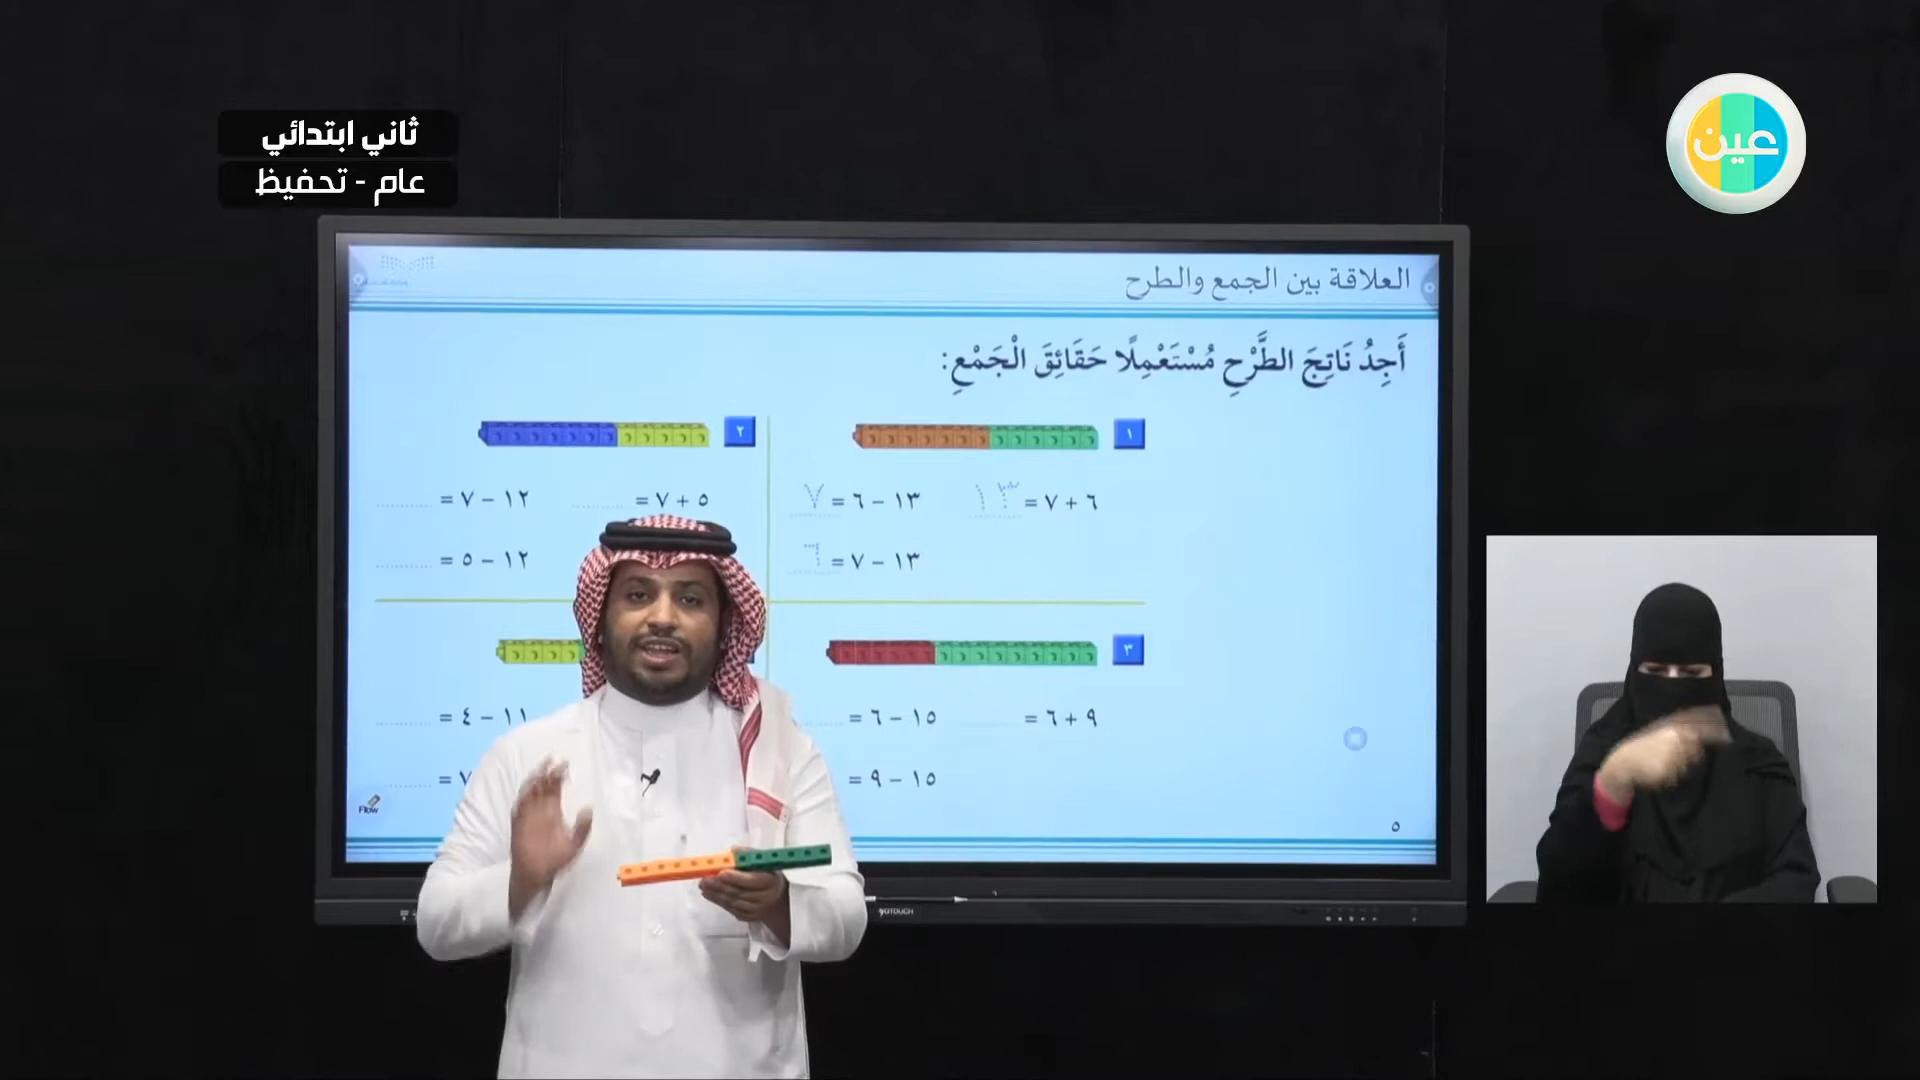 ثاني ابتدائي
عام - تحفيظ
عين
العلاقة بين الجمع والطرح
أَجِدُ نَاتِجَ الطَّرْحِ مُسْتَعْمِلًا حَقَائِقَ الْجَمْعِ:
١
٦ + ٧ = ١٣
١٣ - ٦ = ٧
١٣ - ٧ = ٦
٢
٥ + ٧ =
١٢ - ٧ =
١٢ - ٥ =
٣
٩ + ٦ =
١٥ - ٦ =
١٥ - ٩ =
١١ - ٤ =
٧ =
Flow
٥